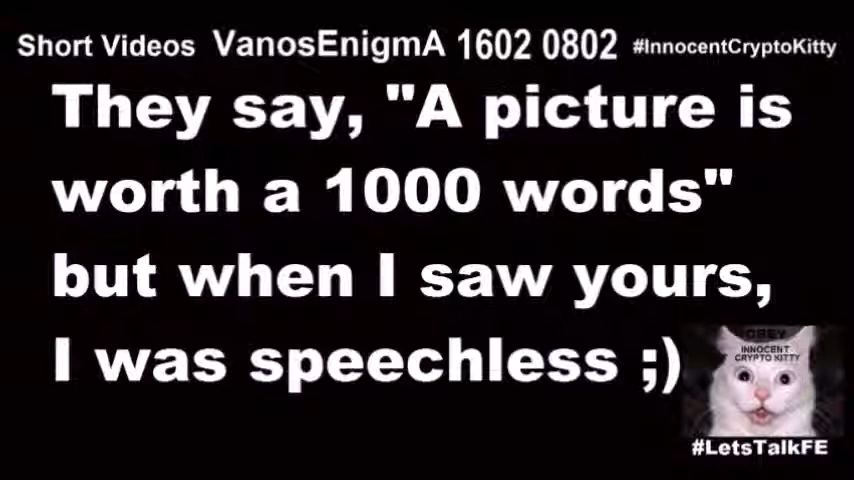 Short Videos VanosEnigmA 1602 0802 #InnocentCryptoKitty
They say, "A picture is
worth a 1000 words"
but when I saw yours,
I was speechless ;)
OBEY
INNOCENT
CRYPTO KITTY
#LetsTalkFE